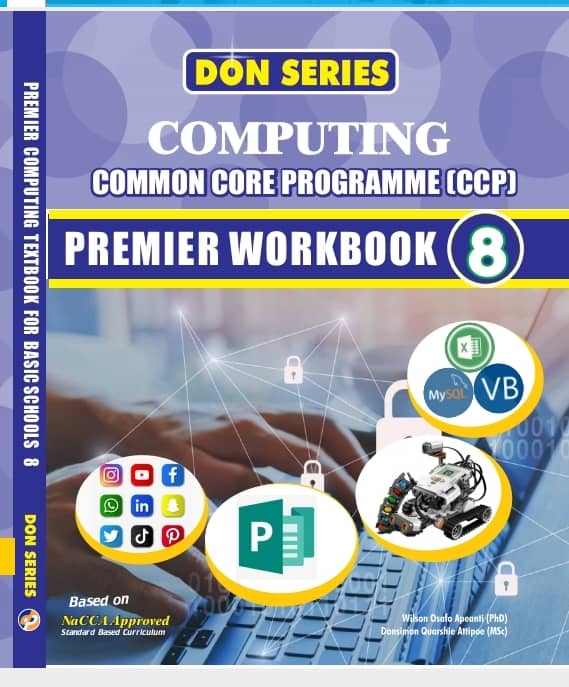 DON SERIES
COMPUTING
COMMON CORE PROGRAMME (CCP)
PREMIER WORKBOOK 8
PREMIER COMPUTING TEXTBOOK FOR BASIC SCHOOLS 8
DON SERIES
X
MySQL
VB
f
in
P
Based on
NaCCA Approved
Standard Based Curriculum
Wilson Osafo Apeanti (PhD)
Donsimon Quarshie Attipoe (MSc)